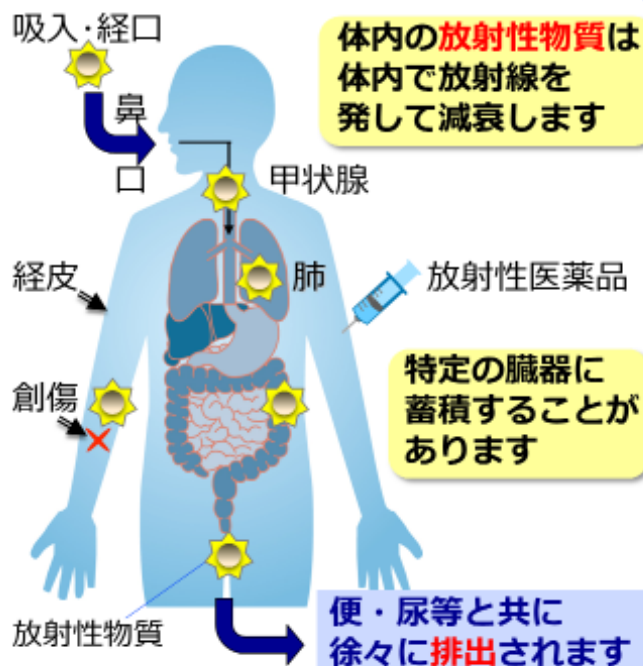 吸入・経口
鼻
口
体内の放射性物質は
体内で放射線を
発して減衰します
甲状腺
経皮
肺
放射性医薬品
創傷
特定の臓器に
蓄積することが
あります
放射性物質
便・尿等と共に
徐々に排出されます